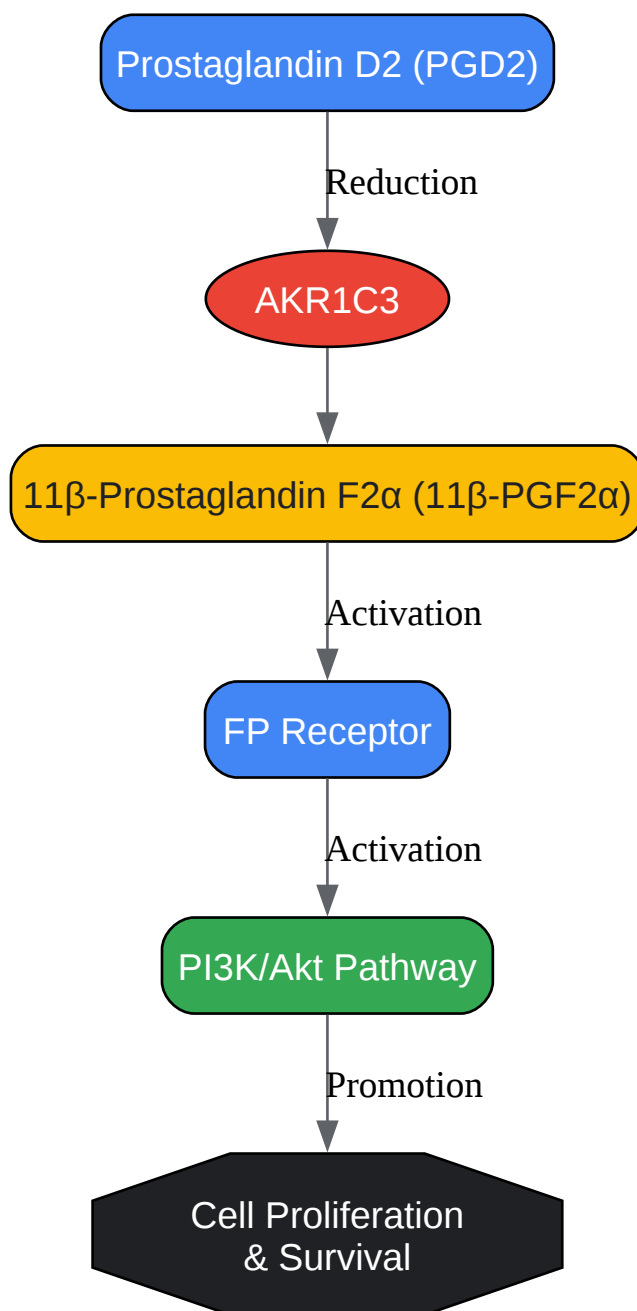 Prostaglandin D2 (PGD2)
Reduction
AKR1C3
11β-Prostaglandin F2α (11β-PGF2α)
Activation
FP Receptor
Activation
PI3K/Akt Pathway
Promotion
Cell Proliferation
& Survival